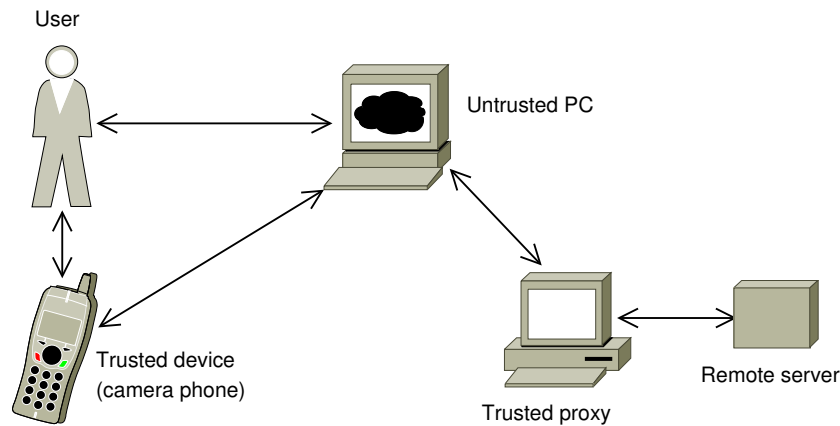 User
Untrusted PC
Trusted device
(camera phone)
Remote server
Trusted proxy